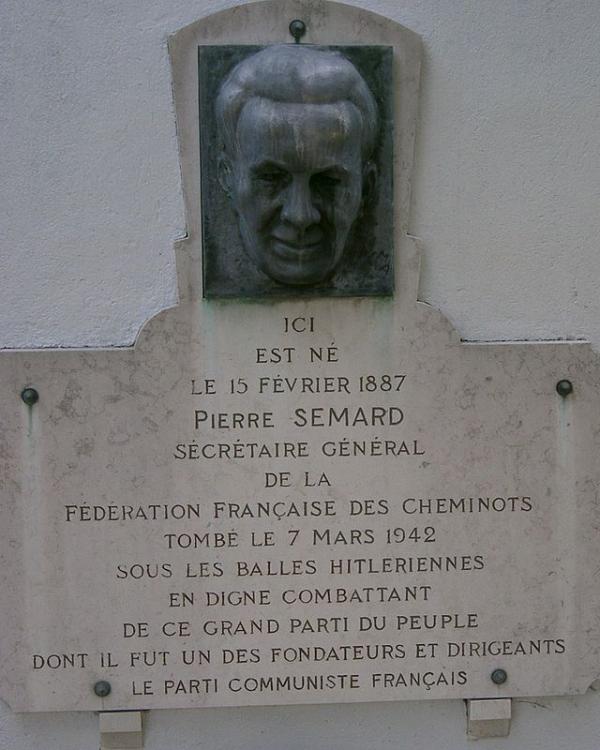 ICI
EST NÉ
LE 15 FÉVRIER 1887
PIERRE SEMARD
SÉCRÉTAIRE GÉNÉRAL
DE LA
FÉDÉRATION FRANÇAISE DES CHEMINOTS
TOMBÉ LE 7 MARS 1942
SOUS LES BALLES HITLERIENNES
EN DIGNE COMBATTANT
DE CE GRAND PARTI DU PEUPLE
DONT IL FUT UN DES FONDATEURS ET DIRIGEANTS
LE PARTI COMMUNISTE FRANÇAIS